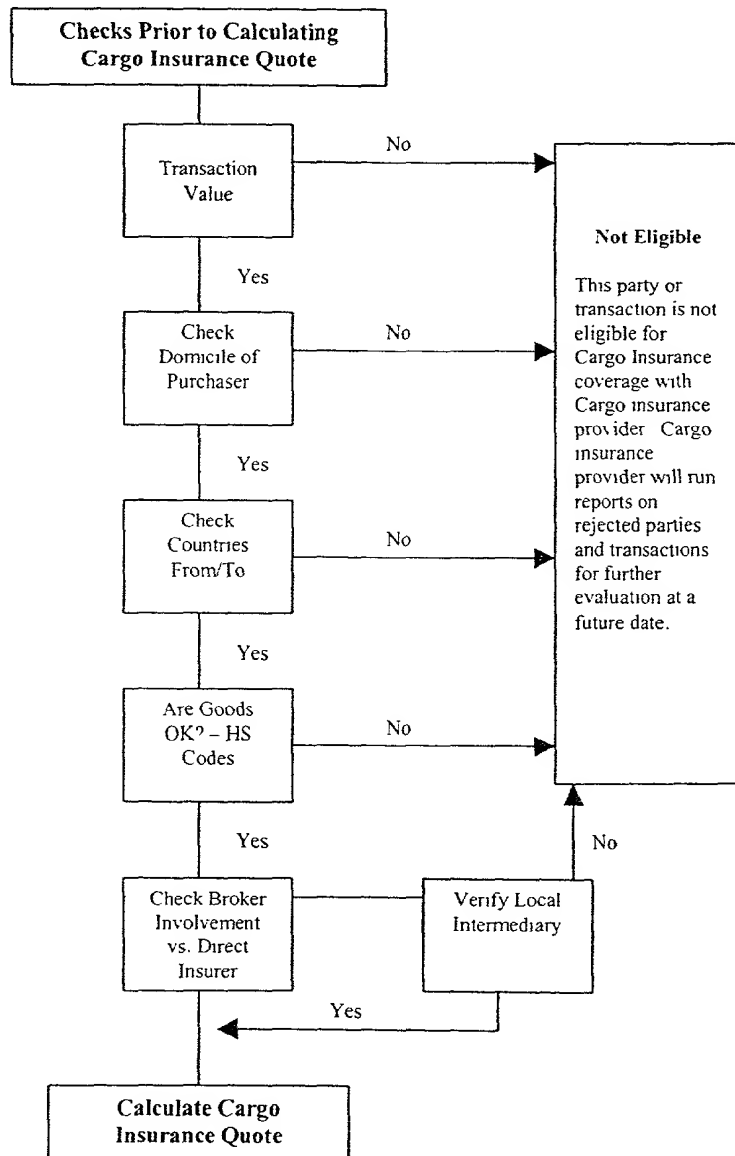 Checks Prior to Calculating
Cargo Insurance Quote
Transaction
Value
No
Yes
Check
Domicile of
Purchaser
No
Yes
Check
Countries
From/To
No
Yes
Are Goods
OK? – HS
Codes
No
Yes
Check Broker
Involvement
vs. Direct
Insurer
Verify Local
Intermediary
No
Yes
Not Eligible
This party or
transaction is not
eligible for
Cargo Insurance
coverage with
Cargo insurance
provider Cargo
insurance
provider will run
reports on
rejected parties
and transactions
for further
evaluation at a
future date.
Calculate Cargo
Insurance Quote